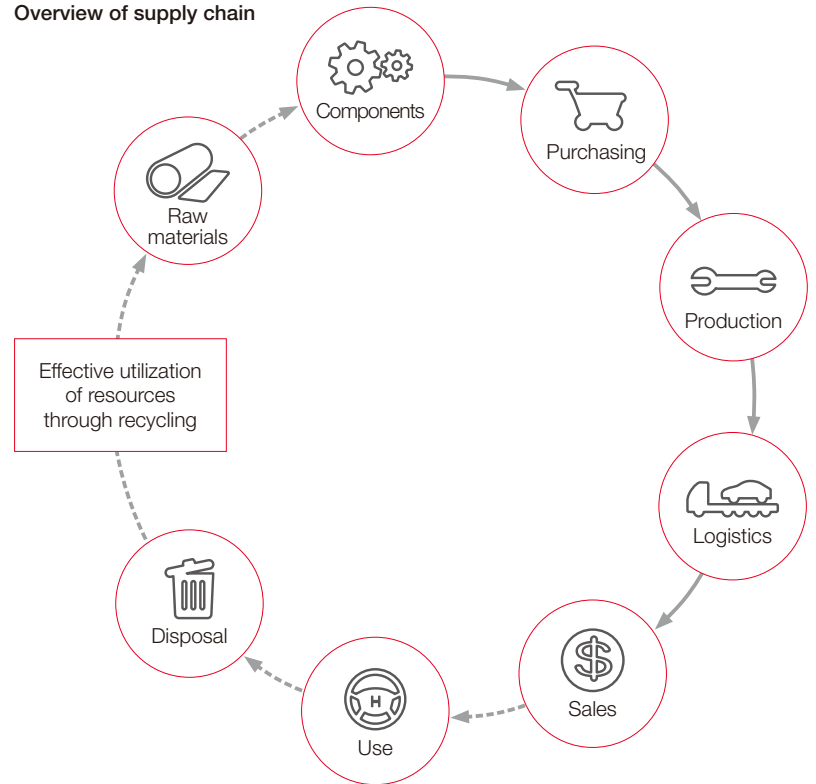 Overview of supply chain
Components
Purchasing
Raw
materials
Production
Effective utilization
of resources
through recycling
Logistics
Disposal
$
Sales
H
Use